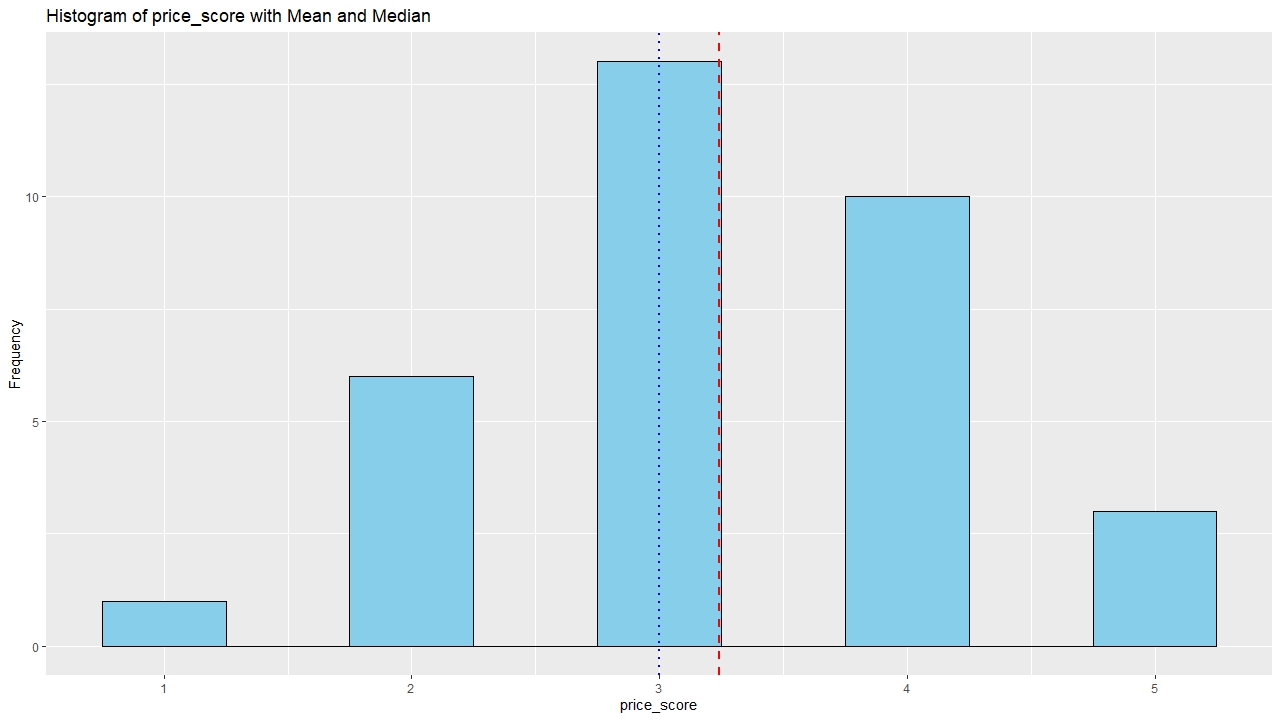 Histogram of price_score with Mean and Median
Frequency
10
5
0
1 2 3 4 5
price_score